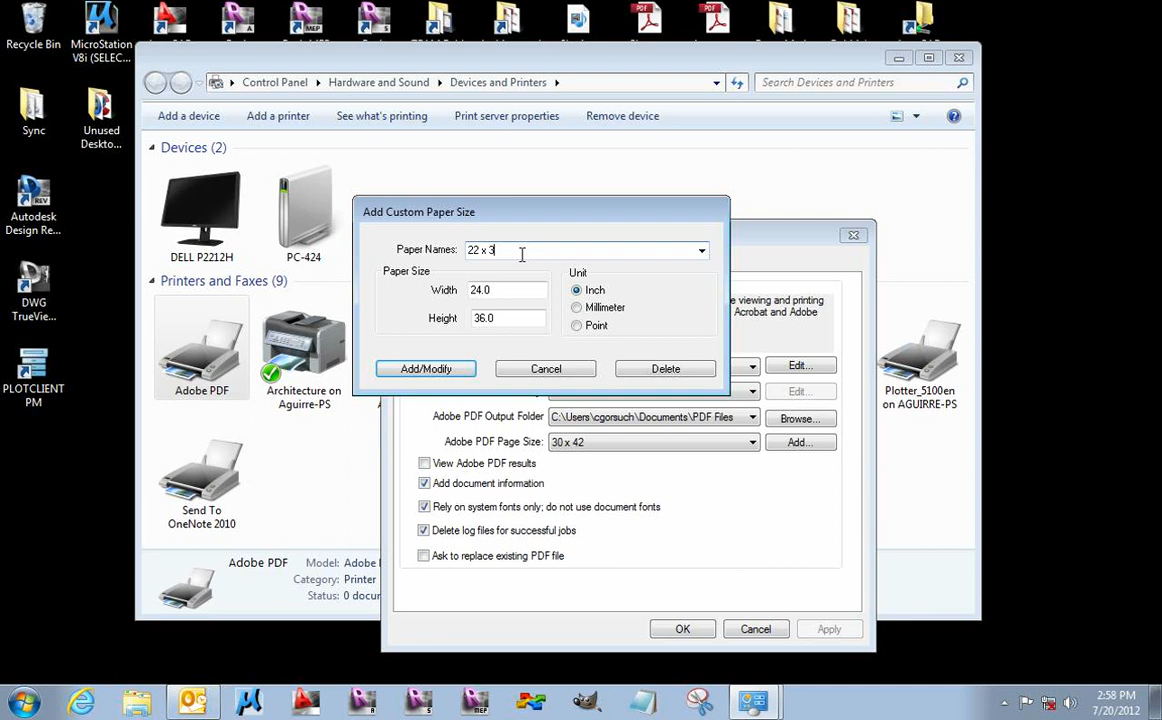 Recycle Bin
MicroStation
V8i (SELEC...
Sync
Unused
Deskto...
Autodesk
Design Re...
DWG
TrueView...
PLOTCLIENT
PM
Control Panel
Hardware and Sound
Devices and Printers
Search Devices and Printers
Add a device
Add a printer
See what's printing
Print server properties
Remove device
Devices (2)
DELL P2212H
PC-424
Printers and Faxes (9)
Adobe PDF
Architecture on
Aguirre-PS
Plotter_5100en
on AGUIRRE-PS
Send To
OneNote 2010
Adobe PDF
Model: Adobe
Category: Printer
Status: 0 docu
Add Custom Paper Size
Paper Names: 22 x 3
Paper Size
Width 24.0
Height 36.0
Unit
Inch
Millimeter
Point
Add/Modify
Cancel
Delete
e viewing and printing
Acrobat and Adobe
Edit...
Edit...
Adobe PDF Output Folder C:\Users\cgorsuch\Documents\PDF Files Browse...
Adobe PDF Page Size: 30 x 42 Add...
View Adobe PDF results
Add document information
Rely on system fonts only; do not use document fonts
Delete log files for successful jobs
Ask to replace existing PDF file
OK
Cancel
Apply
2:58 PM
7/20/2012